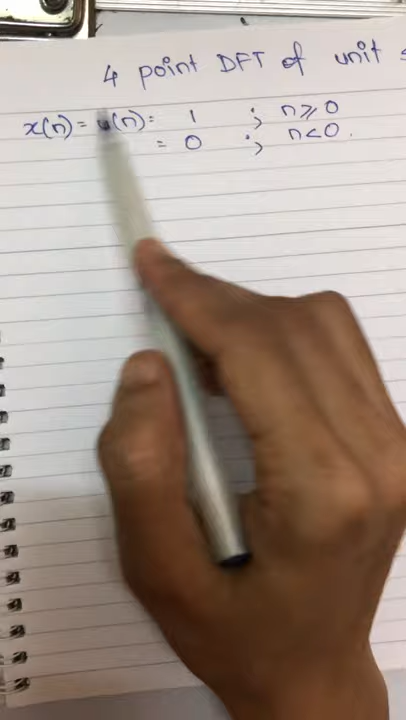 4 point DFT of unit
x(n) = u(n) = 1 ; n ≥ 0
= 0 ; n < 0.